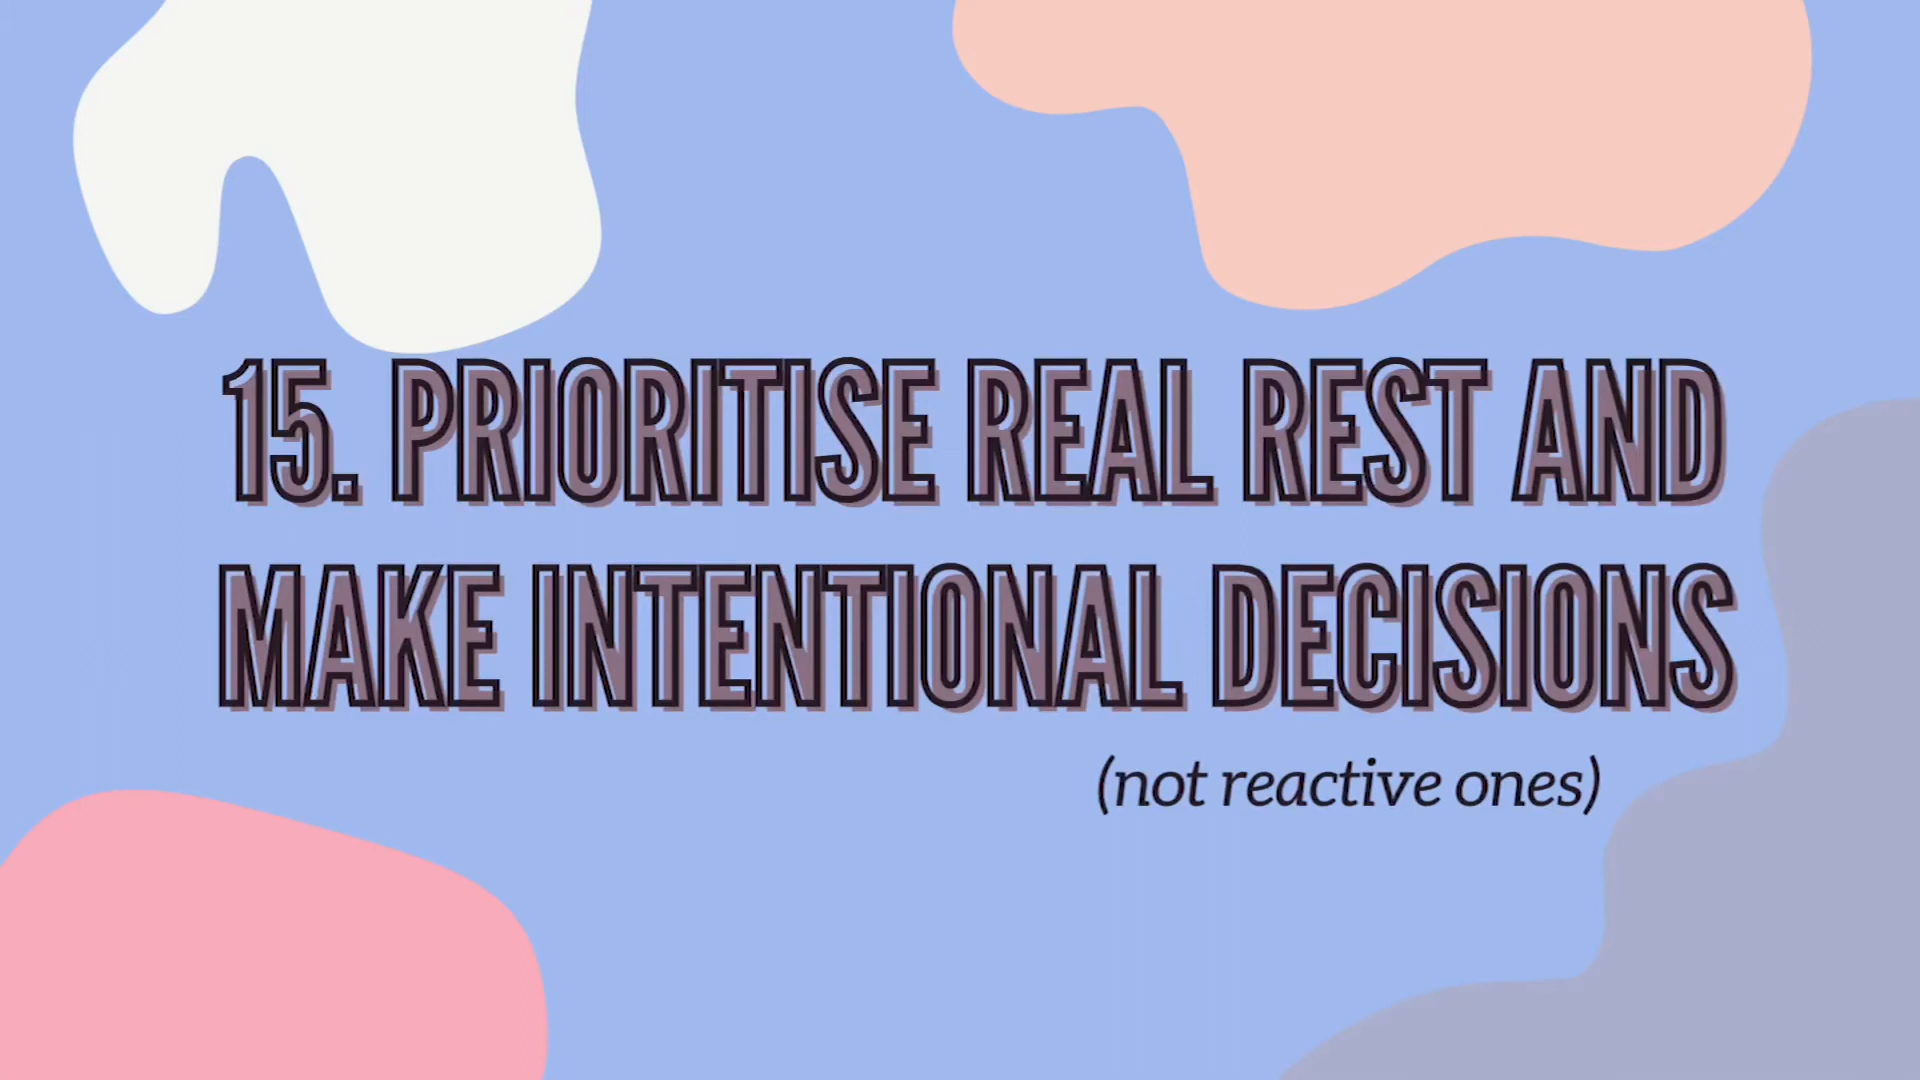 15. PRIORITISE REAL REST AND
MAKE INTENTIONAL DECISIONS
(not reactive ones)